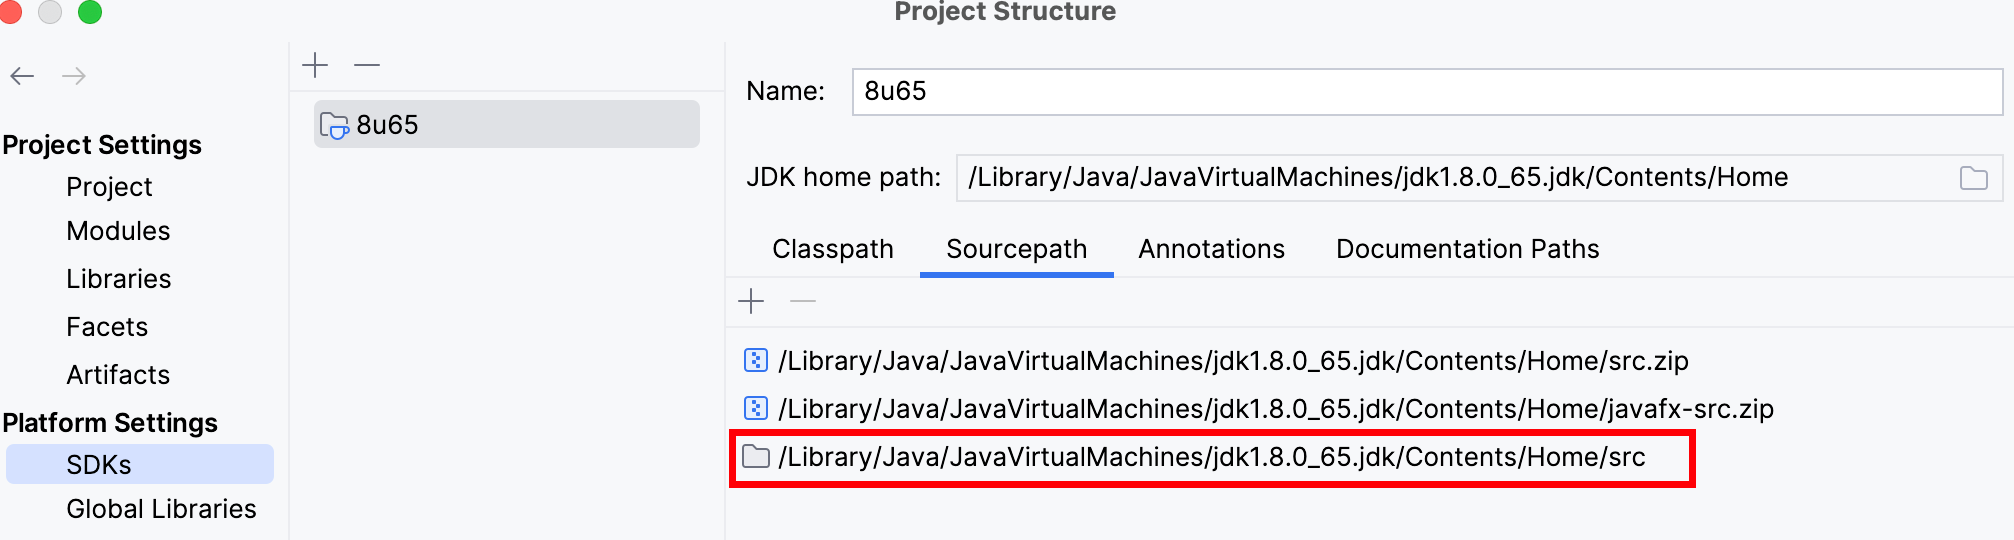 Project Structure
Project Settings
Project
Modules
Libraries
Facets
Artifacts
Platform Settings
SDKs
Global Libraries
8u65
Name: 8u65
JDK home path: /Library/Java/JavaVirtualMachines/jdk1.8.0_65.jdk/Contents/Home
Classpath Sourcepath Annotations Documentation Paths
/Library/Java/JavaVirtualMachines/jdk1.8.0_65.jdk/Contents/Home/src.zip
/Library/Java/JavaVirtualMachines/jdk1.8.0_65.jdk/Contents/Home/javafx-src.zip
/Library/Java/JavaVirtualMachines/jdk1.8.0_65.jdk/Contents/Home/src